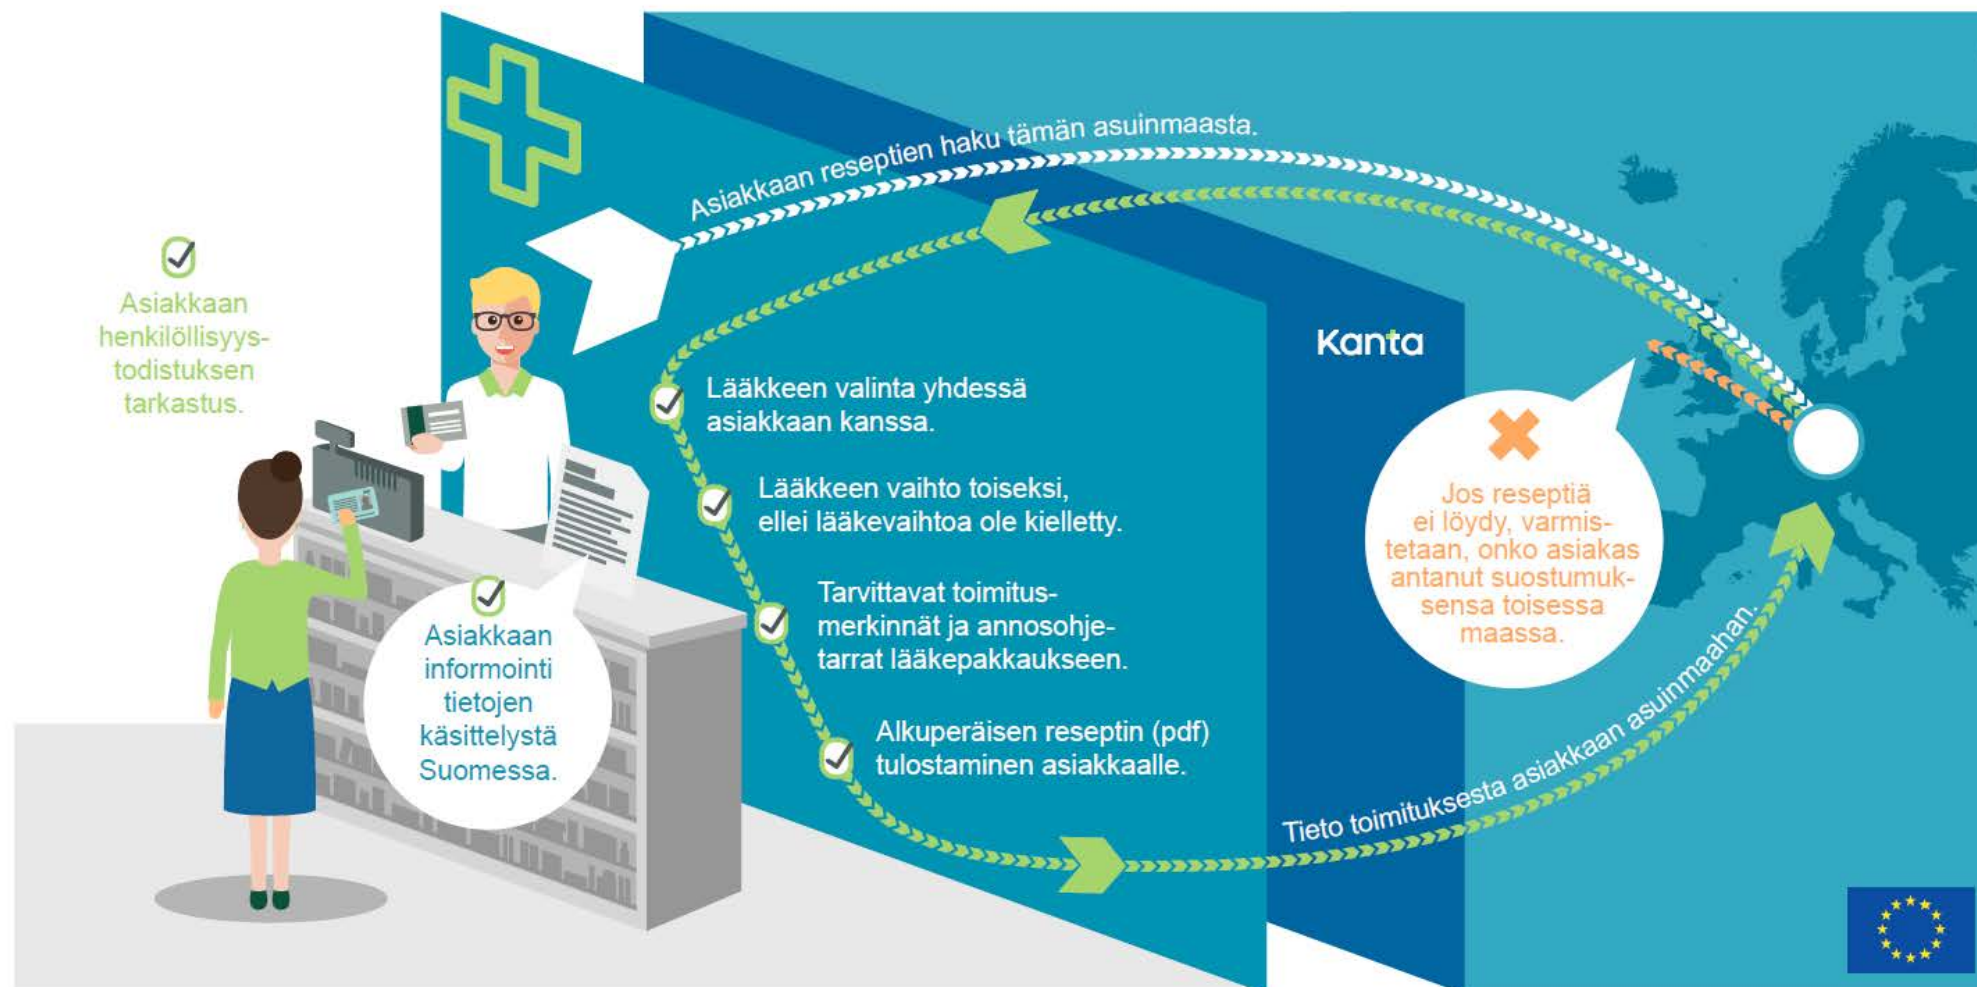 Asiakkaan
henkilöllisyys-
todistuksen
tarkastus.
Asiakkaan
informointi
tietojen
käsittelystä
Suomessa.
Asiakkaan reseptien haku tämän asuinmaasta.
Kanta
Lääkkeen valinta yhdessä
asiakkaan kanssa.
Lääkkeen vaihto toiseksi,
ellei lääkevaihtoa ole kielletty.
Tarvittavat toimitus-
merkinnät ja annosohje-
tarrat lääkepakkaukseen.
Alkuperäisen reseptin (pdf)
tulostaminen asiakkaalle.
Jos reseptiä
ei löydy, varmis-
tetaan, onko asiakas
antanut suostumuk-
sensa toisessa
maassa.
Tieto toimituksesta asiakkaan asuinmaahan.